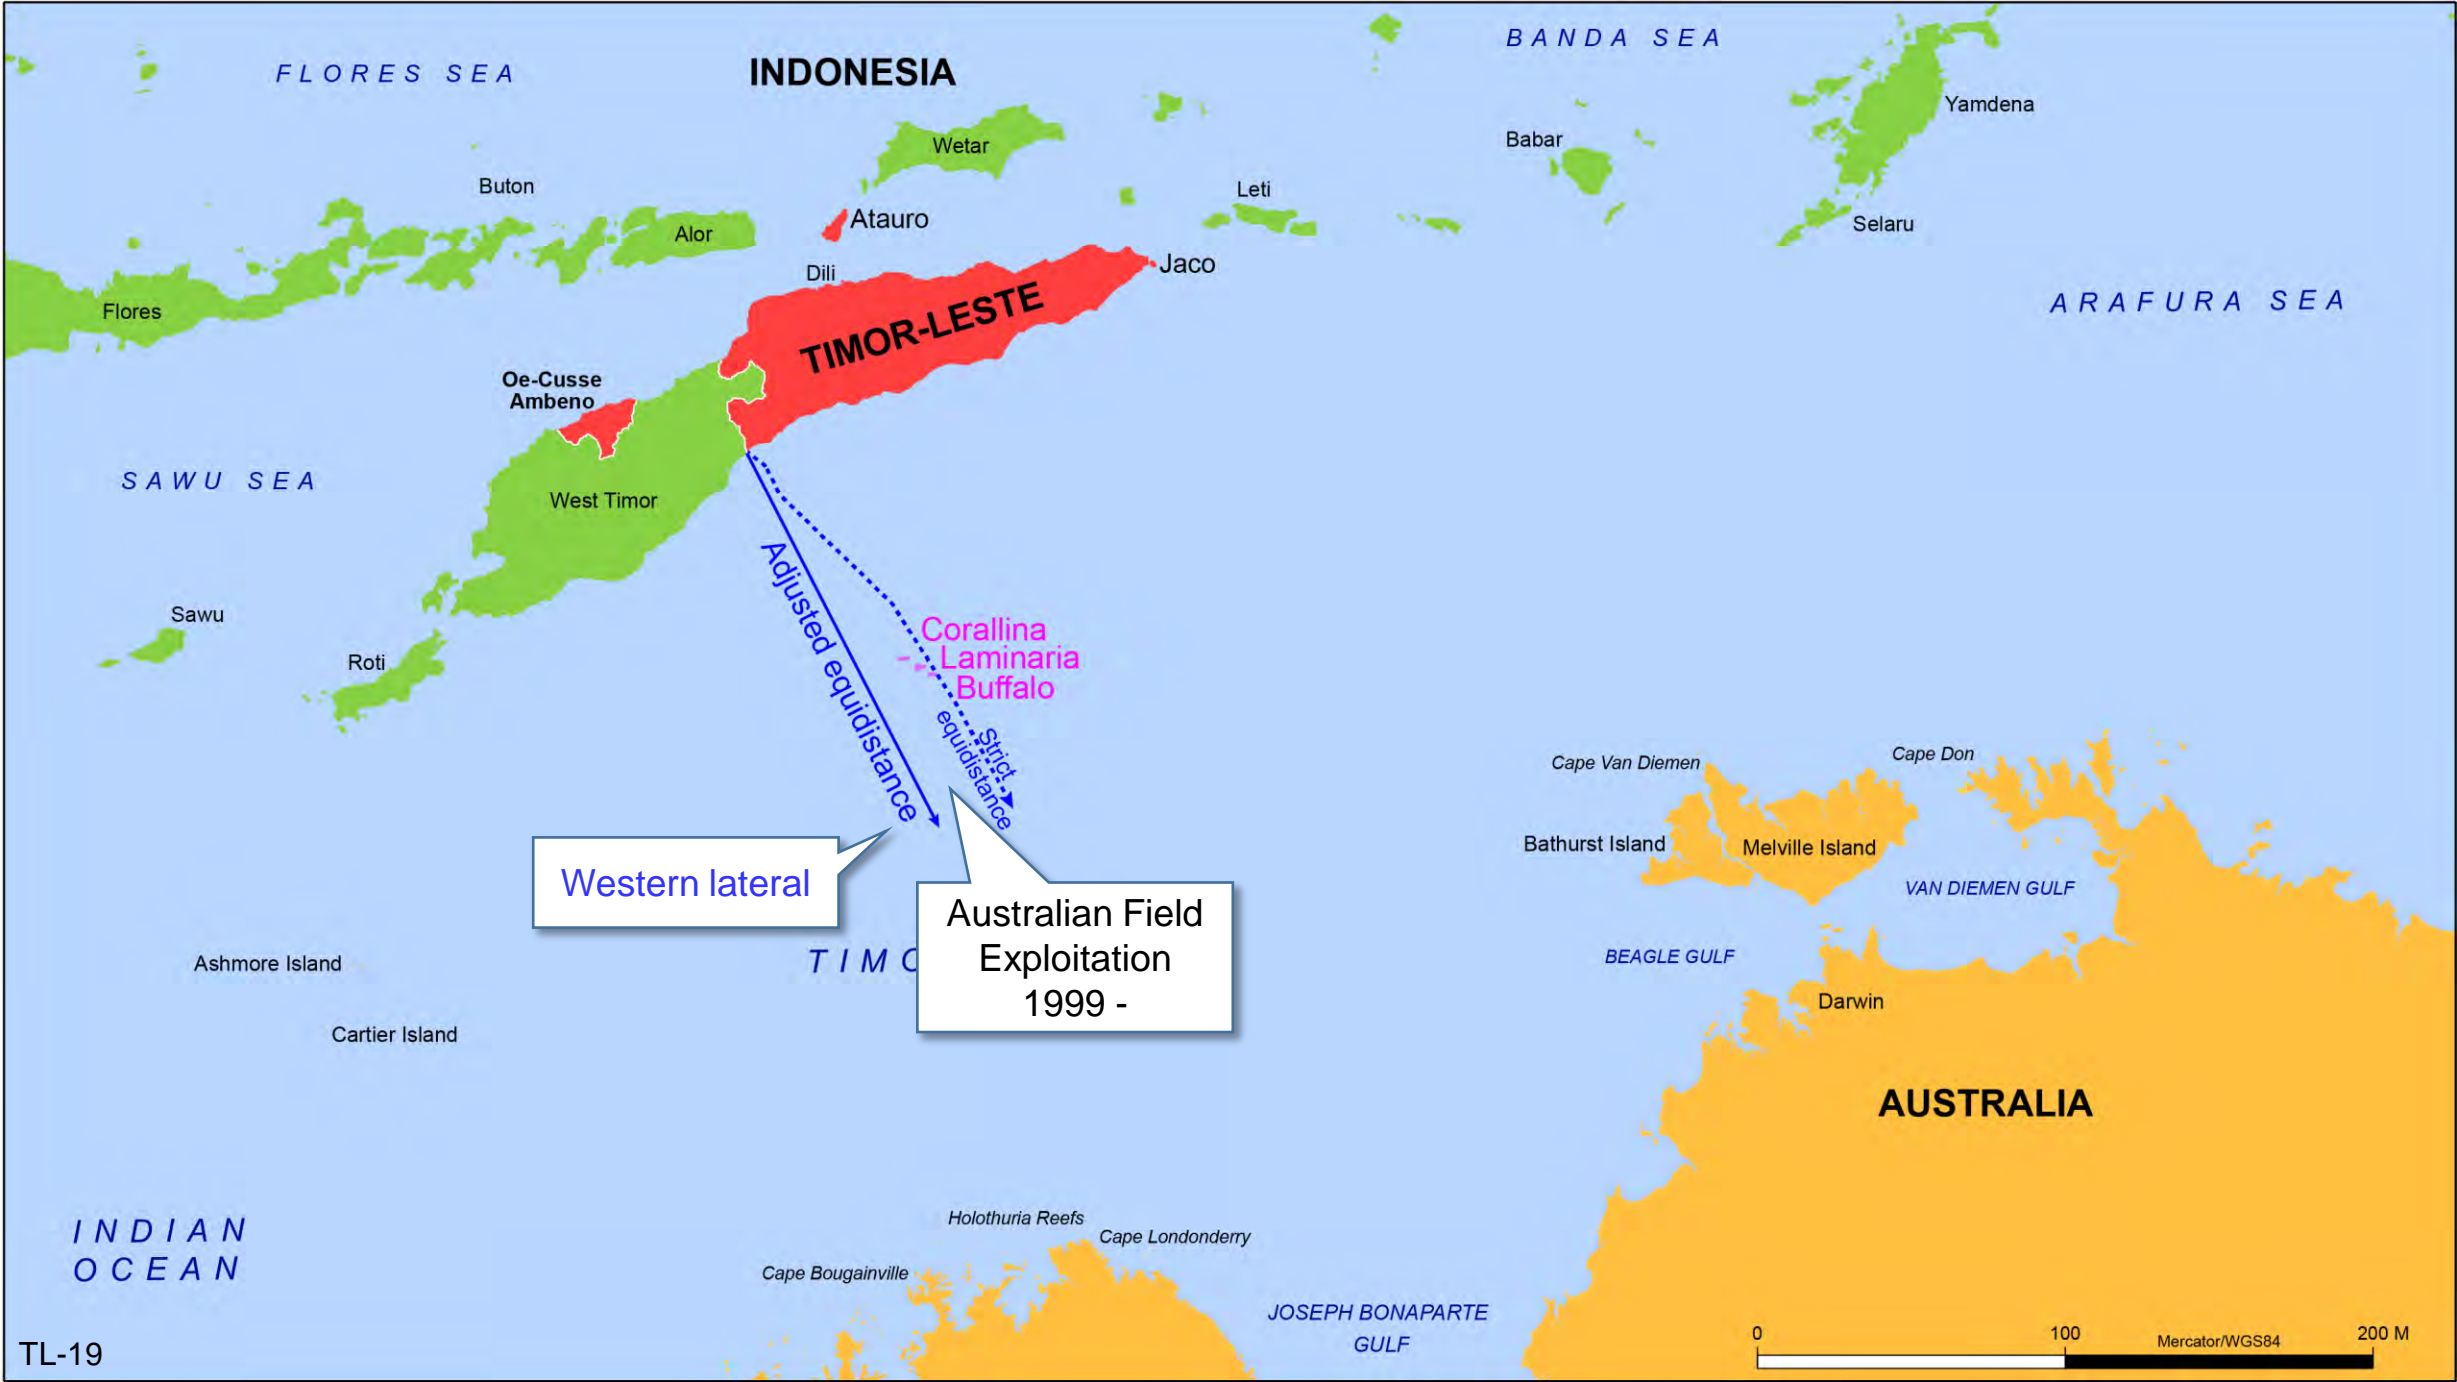 BANDA SEA
FLORES SEA
INDONESIA
Yamdena
Babar
Wetar
Buton
Leti
Atauro
Selaru
Alor
Jaco
Dili
ARAFURA SEA
Flores
TIMOR-LESTE
Oe-Cusse
Ambeno
SAWU SEA
West Timor
Adjusted equidistance
Sawu
Corallina
Laminaria
Roti
Buffalo
Strict
equidistance
Cape Van Diemen
Cape Don
Bathurst Island
Melville Island
Western lateral
VAN DIEMEN GULF
Australian Field
Exploitation
1999 -
TIMO
Ashmore Island
BEAGLE GULF
Darwin
Cartier Island
AUSTRALIA
INDIAN
OCEAN
Holothuria Reefs
Cape Londonderry
Cape Bougainville
JOSEPH BONAPARTE
GULF
0 100 200 M
Mercator/WGS84
TL-19